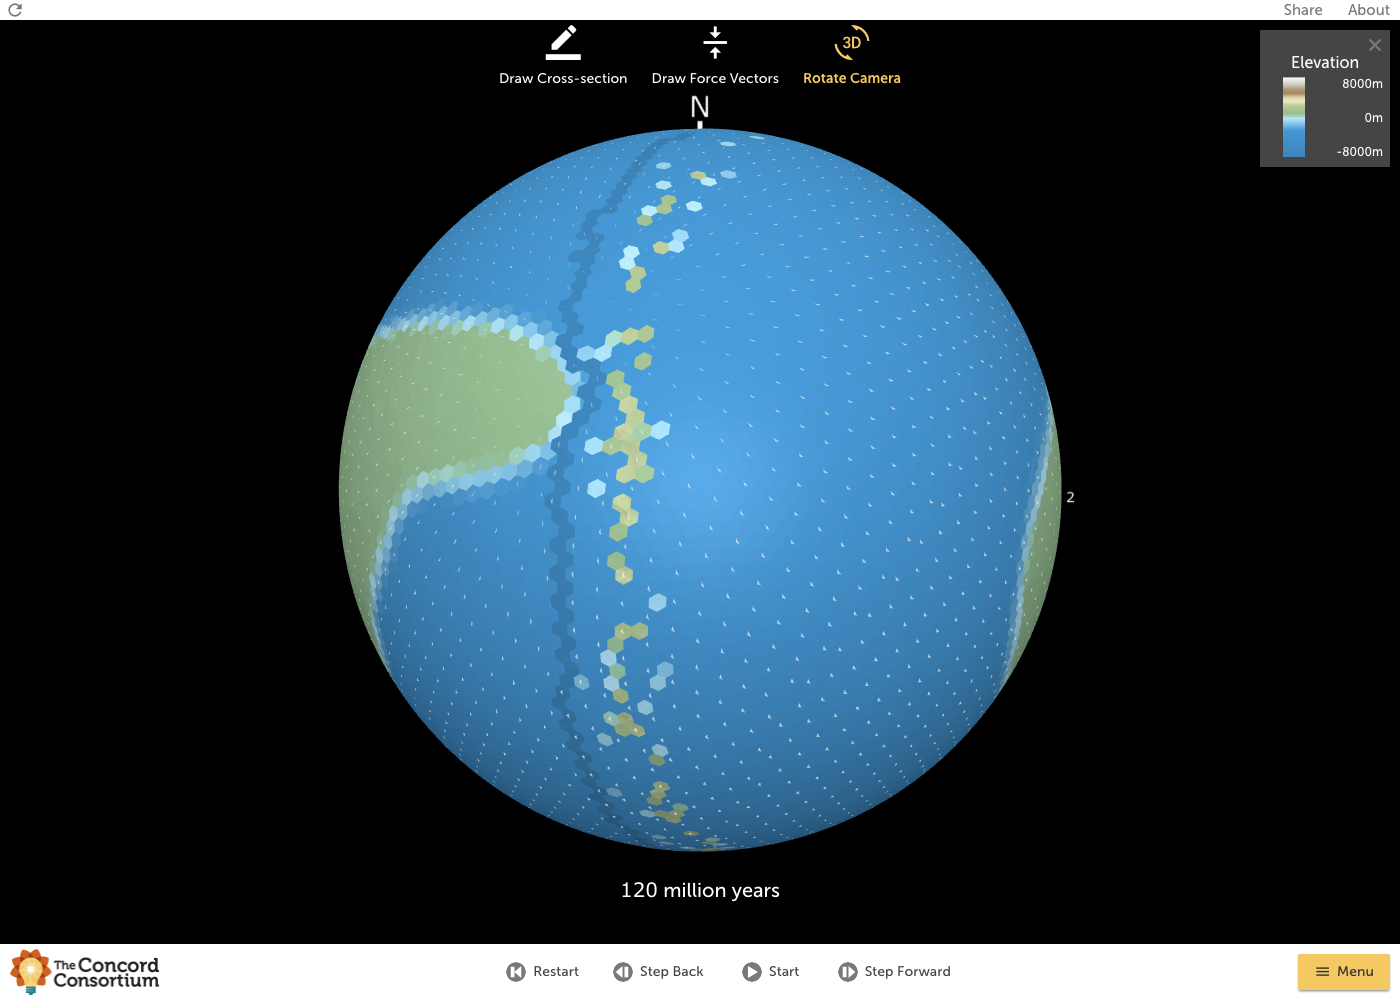 Share About
Draw Cross-section Draw Force Vectors 3D Rotate Camera
Elevation
8000m
0m
-8000m
N
2
120 million years
The Concord
Consortium
Restart Step Back Start Step Forward Menu